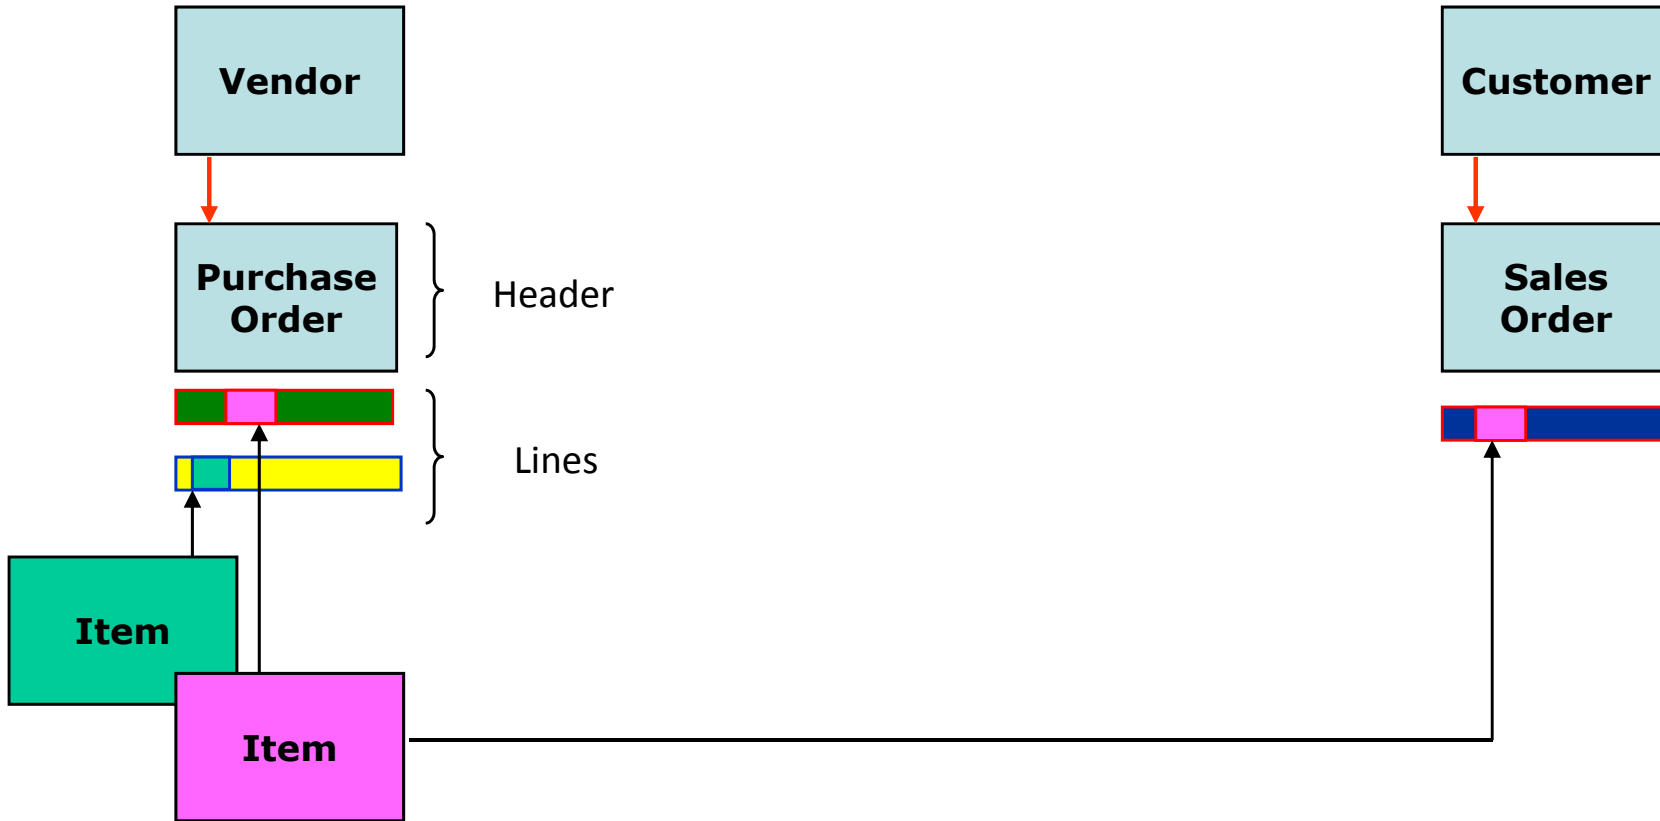 Vendor
Customer
Purchase
Order
Header
Sales
Order
Lines
Item
Item